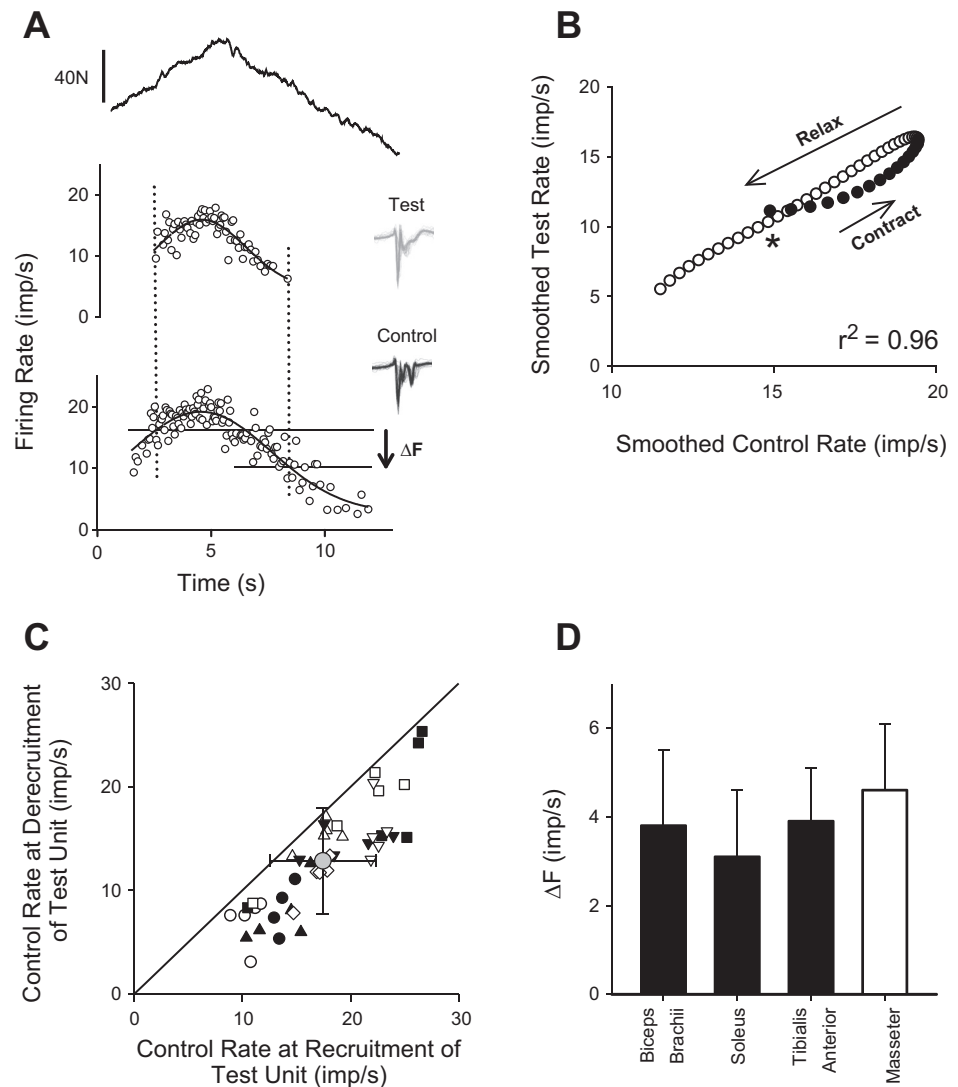 A
40N
Firing Rate (imp/s)
20
10
0
Test
Control
20
10
0
ΔF
0
5
10
Time (s)
B
Smoothed Test Rate (imp/s)
20
15
10
5
0
Relax
Contract
*
r² = 0.96
10
15
20
Smoothed Control Rate (imp/s)
C
Control Rate at Derecruitment
of Test Unit (imp/s)
30
20
10
0
0
10
20
30
Control Rate at Recruitment of
Test Unit (imp/s)
D
ΔF (imp/s)
6
4
2
0
Biceps
Brachii
Soleus
Tibialis
Anterior
Masseter